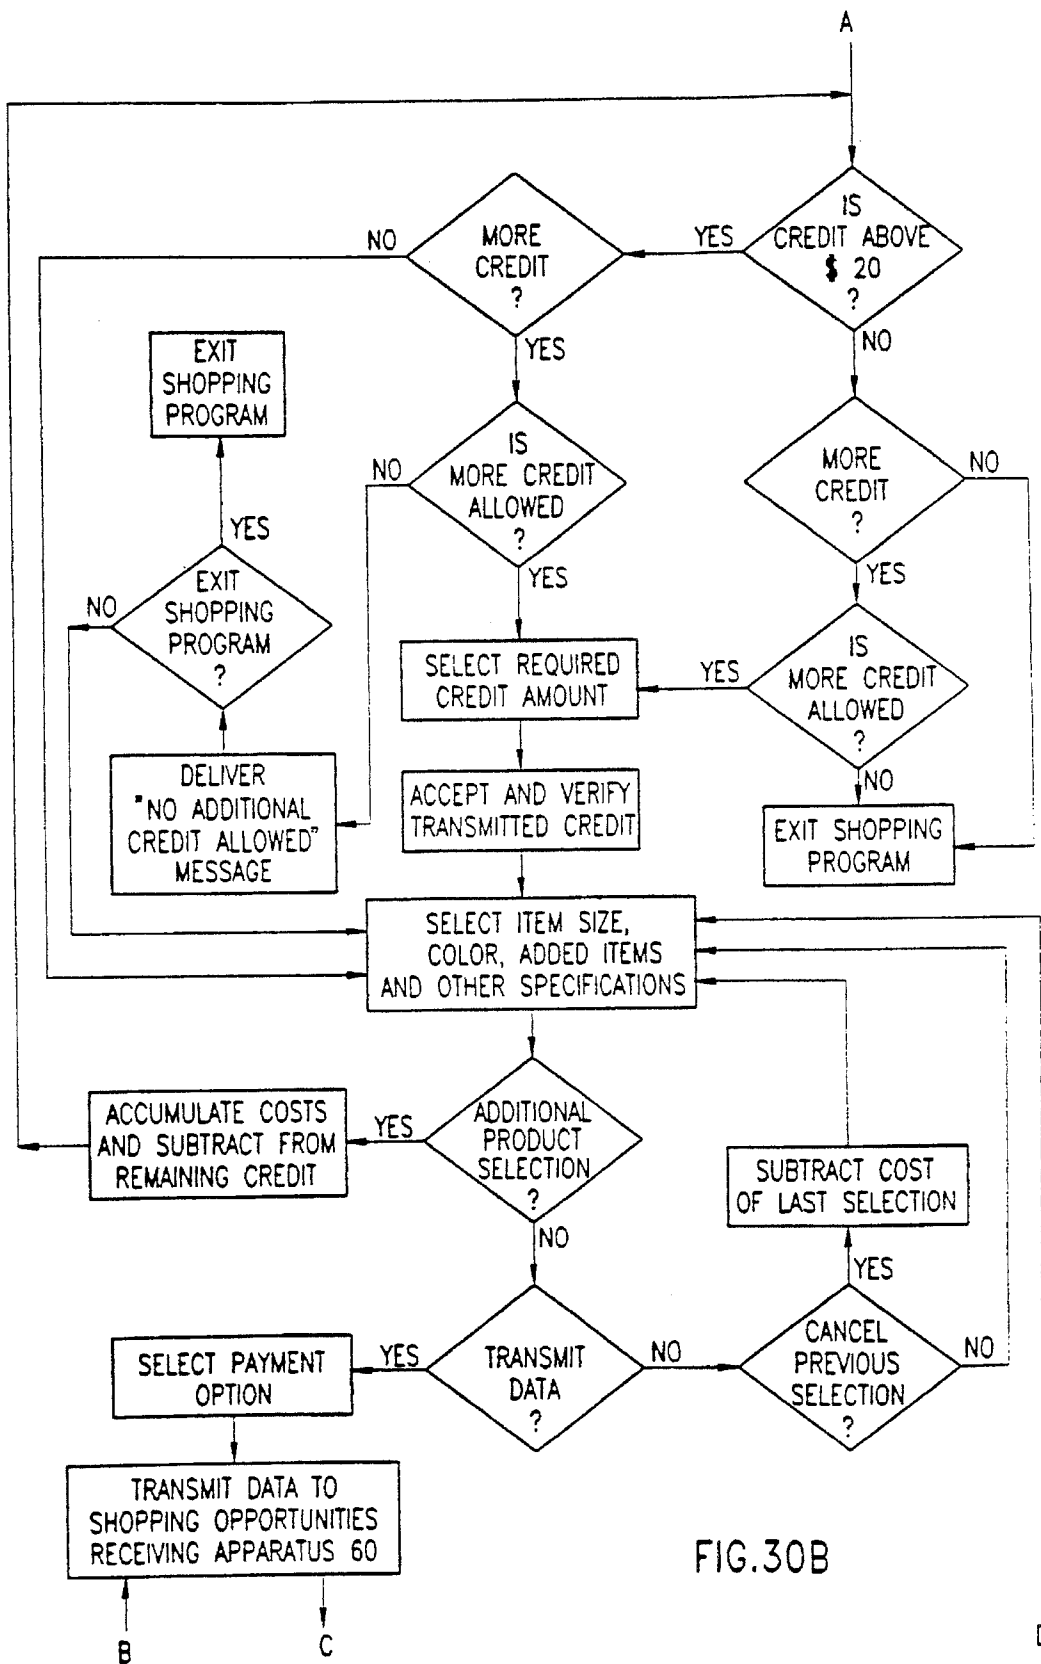 A
IS
CREDIT ABOVE
$ 20
?
YES
NO
MORE
CREDIT
?
NO
YES
EXIT
SHOPPING
PROGRAM
IS
MORE CREDIT
ALLOWED
?
NO
YES
MORE
CREDIT
?
NO
YES
YES
EXIT
SHOPPING
PROGRAM
?
NO
SELECT REQUIRED
CREDIT AMOUNT
YES
IS
MORE CREDIT
ALLOWED
?
NO
DELIVER
"NO ADDITIONAL
CREDIT ALLOWED"
MESSAGE
ACCEPT AND VERIFY
TRANSMITTED CREDIT
EXIT SHOPPING
PROGRAM
SELECT ITEM SIZE,
COLOR, ADDED ITEMS
AND OTHER SPECIFICATIONS
ACCUMULATE COSTS
AND SUBTRACT FROM
REMAINING CREDIT
YES
ADDITIONAL
PRODUCT
SELECTION
?
NO
SUBTRACT COST
OF LAST SELECTION
YES
SELECT PAYMENT
OPTION
YES
TRANSMIT
DATA
?
NO
CANCEL
PREVIOUS
SELECTION
?
NO
TRANSMIT DATA TO
SHOPPING OPPORTUNITIES
RECEIVING APPARATUS 60
FIG.30B
B
C